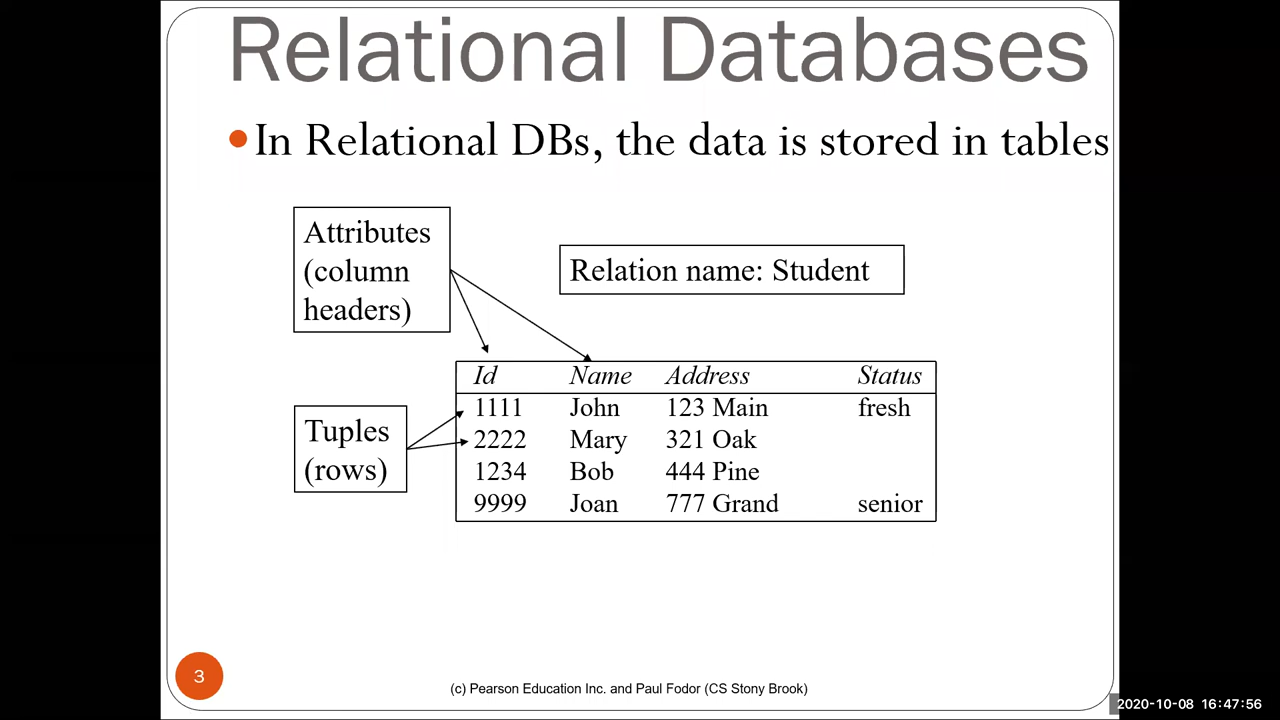 Relational Databases
In Relational DBs, the data is stored in tables
Attributes
(column
headers)
Relation name: Student
Id Name Address Status
1111 John 123 Main fresh
2222 Mary 321 Oak
1234 Bob 444 Pine
9999 Joan 777 Grand senior
Tuples
(rows)
3
(c) Pearson Education Inc. and Paul Fodor (CS Stony Brook)
2020-10-08 16:47:56